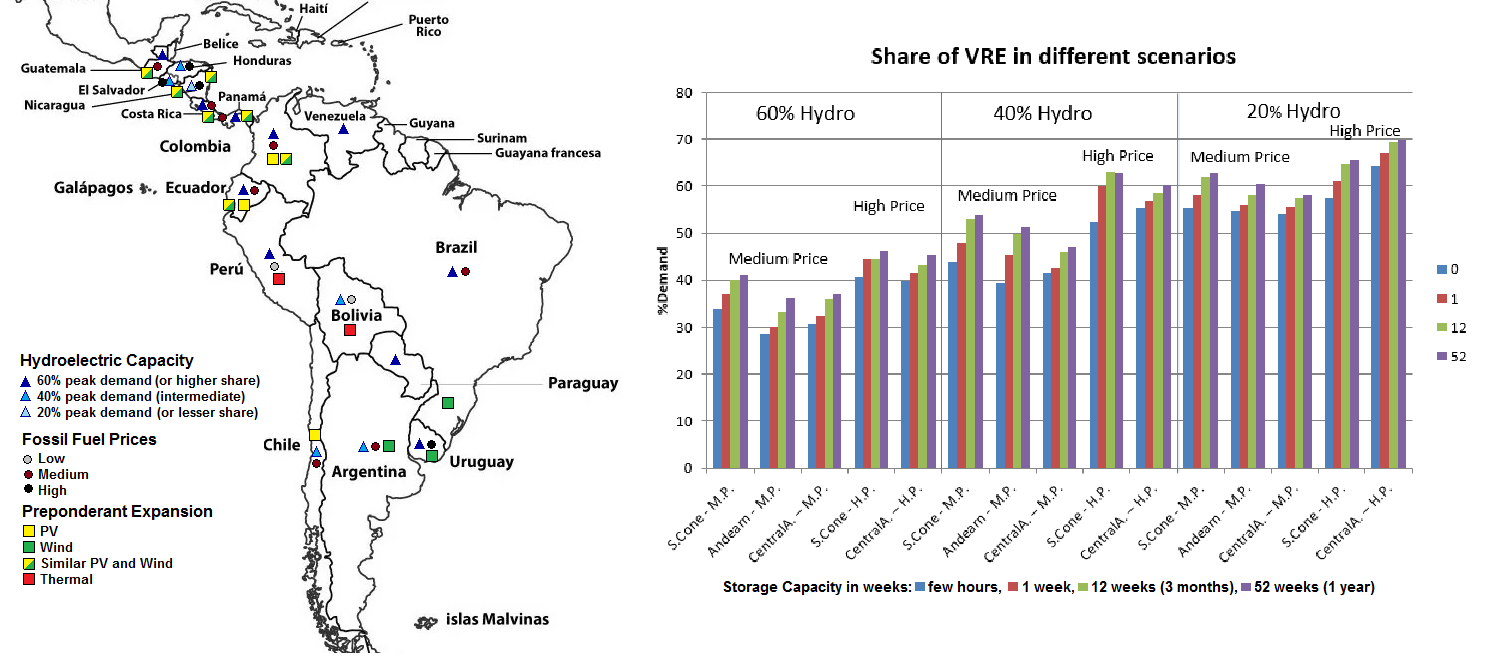 Haití
Puerto
Rico
Belice
Honduras
Guatemala
El Salvador
Nicaragua
Panamá
Costa Rica
Venezuela
Guyana
Surinam
Guayana francesa
Colombia
Galápagos
Ecuador
Brazil
Perú
Bolivia
Paraguay
Chile
Argentina
Uruguay
islas Malvinas
Hydroelectric Capacity
60% peak demand (or higher share)
40% peak demand (intermediate)
20% peak demand (or lesser share)
Fossil Fuel Prices
Low
Medium
High
Preponderant Expansion
PV
Wind
Similar PV and Wind
Thermal
Share of VRE in different scenarios
60% Hydro
40% Hydro
20% Hydro
High Price
High Price
Medium Price
Medium Price
High Price
Medium Price
%Demand
80
70
60
50
40
30
20
10
0
S.Cone - M.P.
Andearn - M.P.
CentralA. – M.P.
S.Cone - H.P.
CentralA. ~ H.P.
S.Cone - M.P.
Andearn - M.P.
CentralA. – M.P.
S.Cone - H.P.
CentralA. ~ H.P.
S.Cone - M.P.
Andearn - M.P.
CentralA. – M.P.
S.Cone - H.P.
CentralA. ~ H.P.
0
1
12
52
Storage Capacity in weeks: few hours, 1 week, 12 weeks (3 months), 52 weeks (1 year)